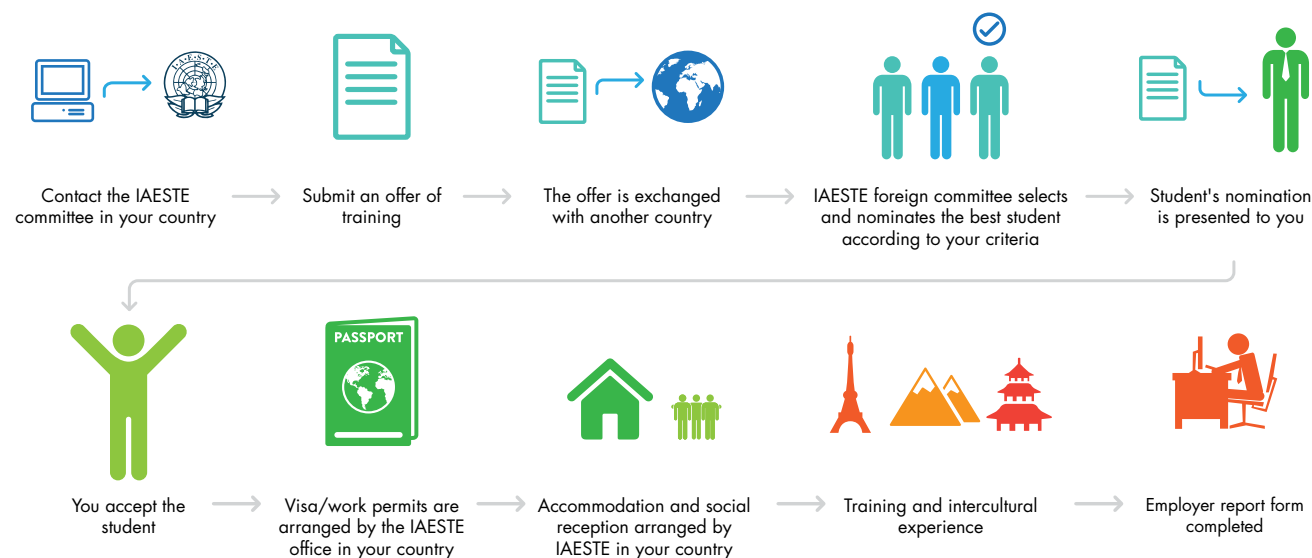 I·A·E·S·T·E
Contact the IAESTE
committee in your country
Submit an offer of
training
The offer is exchanged
with another country
IAESTE foreign committee selects
and nominates the best student
according to your criteria
Student's nomination
is presented to you
PASSPORT
You accept the
student
Visa/work permits are
arranged by the IAESTE
office in your country
Accommodation and social
reception arranged by
IAESTE in your country
Training and intercultural
experience
Employer report form
completed